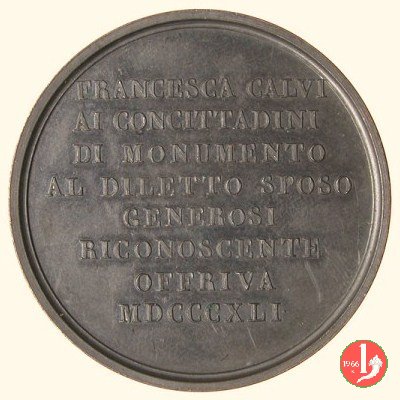 FRANCESCA CALVI
AI CONCITTADINI
DI MONUMENTO
AL DILETTO SPOSO
GENEROSI
RICONOSCENTE
OFFRIVA
MDCCCXLI
1966